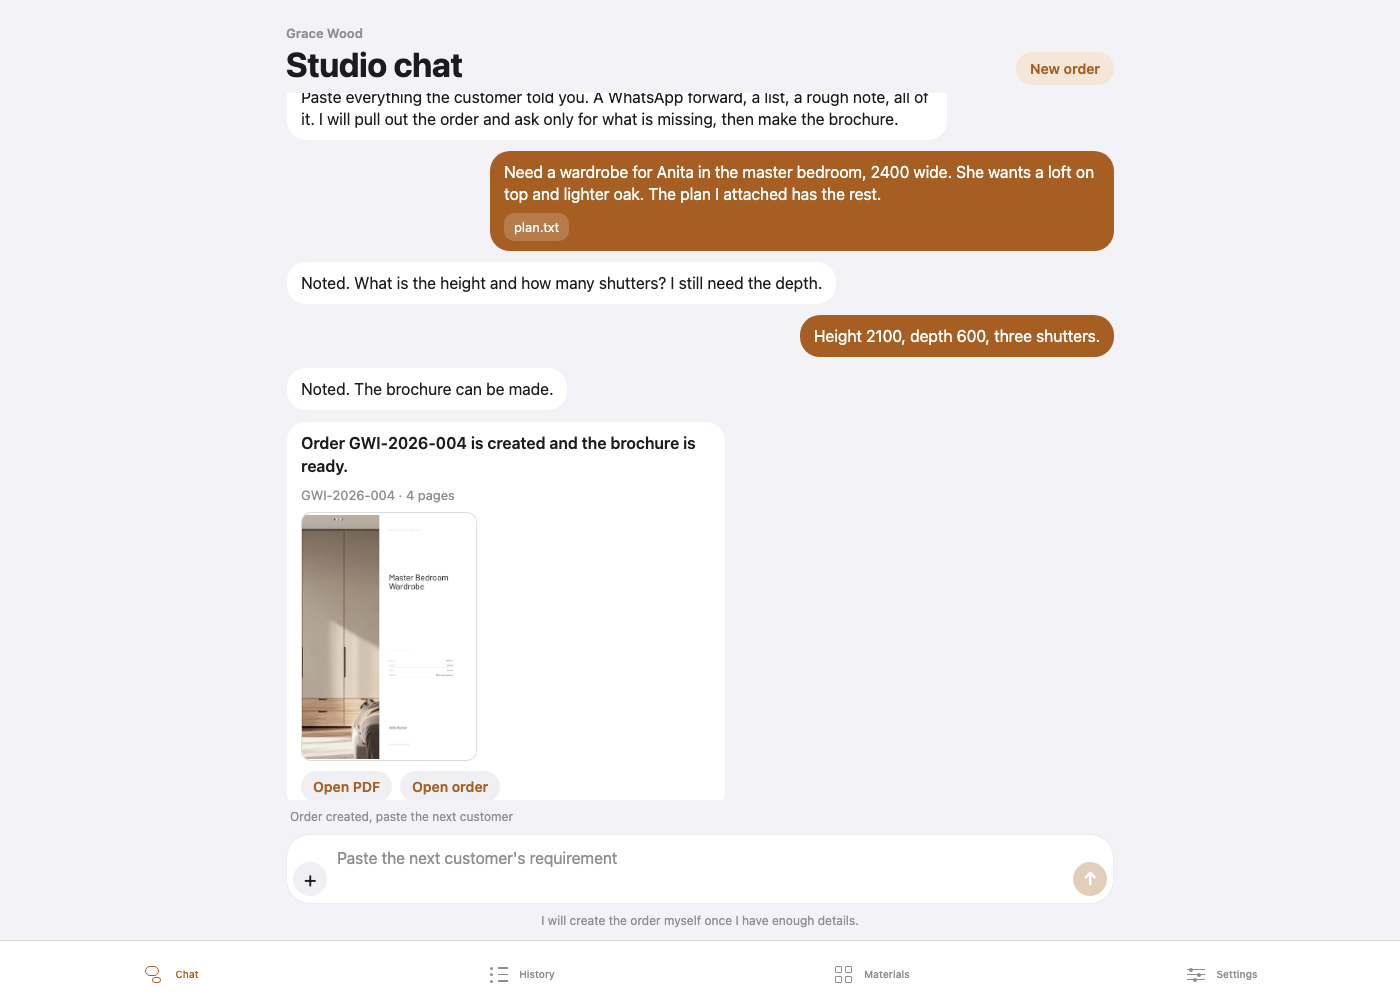 Grace Wood
Studio chat
New order
Paste everything the customer told you. A WhatsApp forward, a list, a rough note, all of
it. I will pull out the order and ask only for what is missing, then make the brochure.
Need a wardrobe for Anita in the master bedroom, 2400 wide. She wants a loft on
top and lighter oak. The plan I attached has the rest.
plan.txt
Noted. What is the height and how many shutters? I still need the depth.
Height 2100, depth 600, three shutters.
Noted. The brochure can be made.
Order GWI-2026-004 is created and the brochure is
ready.
GWI-2026-004 · 4 pages
Master Bedroom
Wardrobe
Open PDF
Open order
Order created, paste the next customer
Paste the next customer's requirement
I will create the order myself once I have enough details.
Chat
History
Materials
Settings